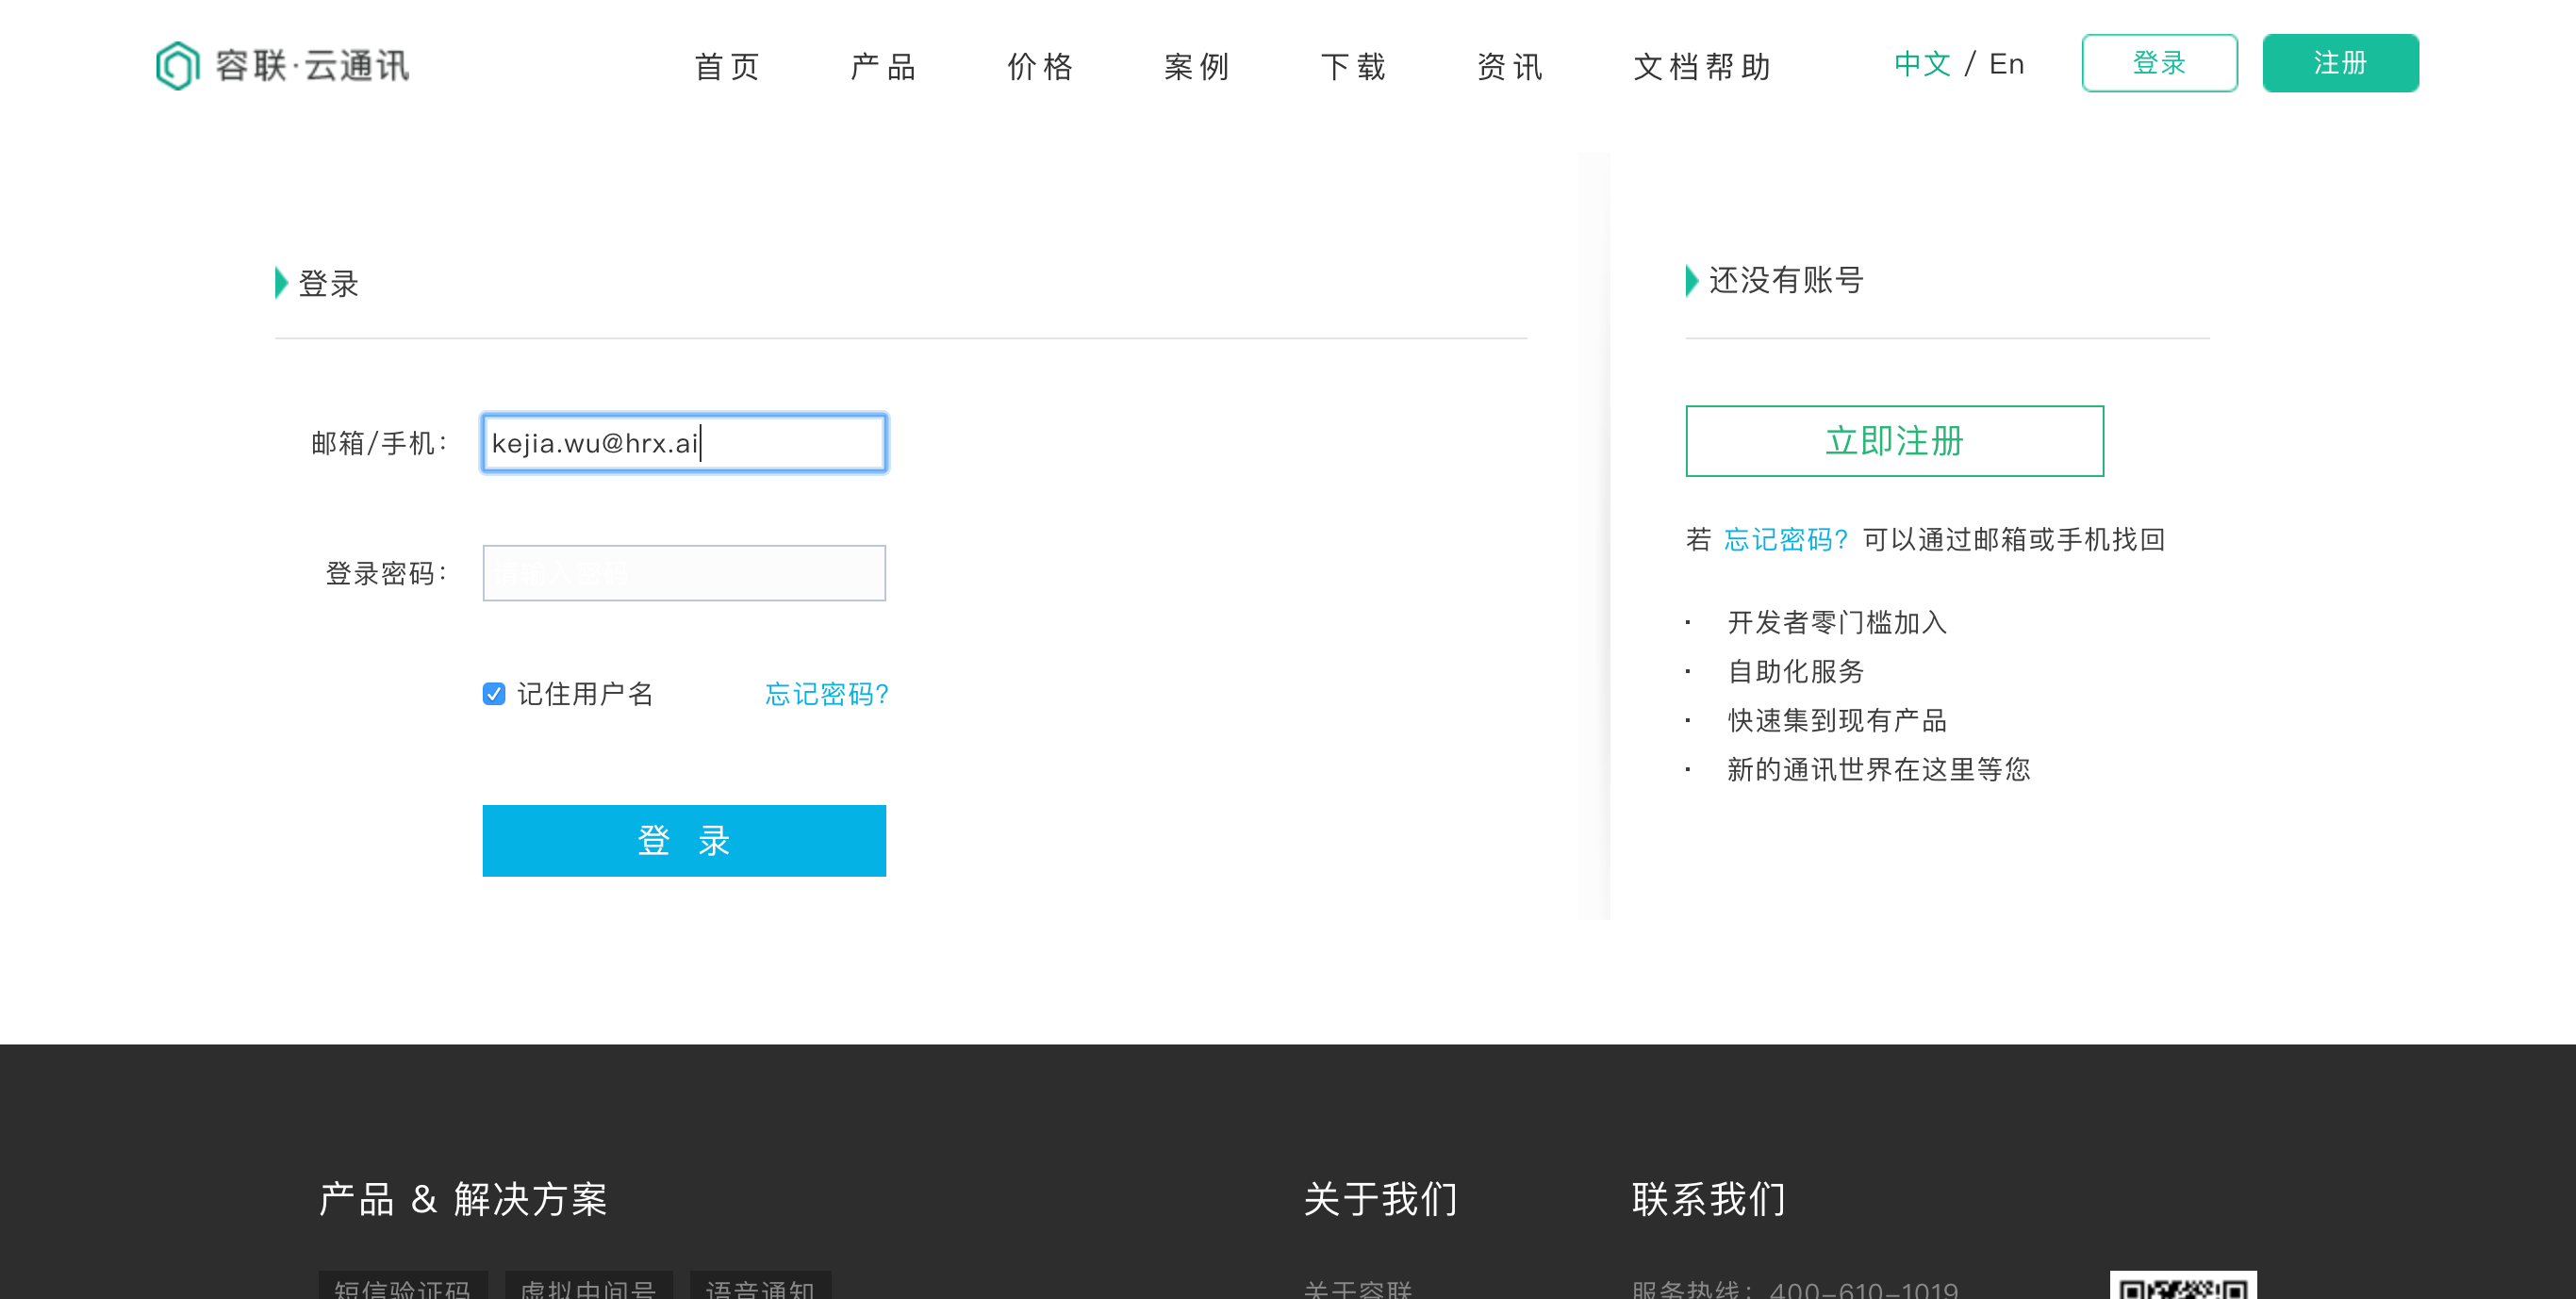 容联·云通讯
首页 产品 价格 案例 下载 资讯 文档帮助 中文 / En 登录 注册
登录
邮箱/手机： kejia.wu@hrx.ai
登录密码： 请输入密码
记住用户名 忘记密码?
登 录
还没有账号
立即注册
若 忘记密码? 可以通过邮箱或手机找回
· 开发者零门槛加入
· 自助化服务
· 快速集到现有产品
· 新的通讯世界在这里等您
产品 & 解决方案 关于我们 联系我们
短信验证码 虚拟中间号 语音通知 关于容联 服务热线：400-610-1019